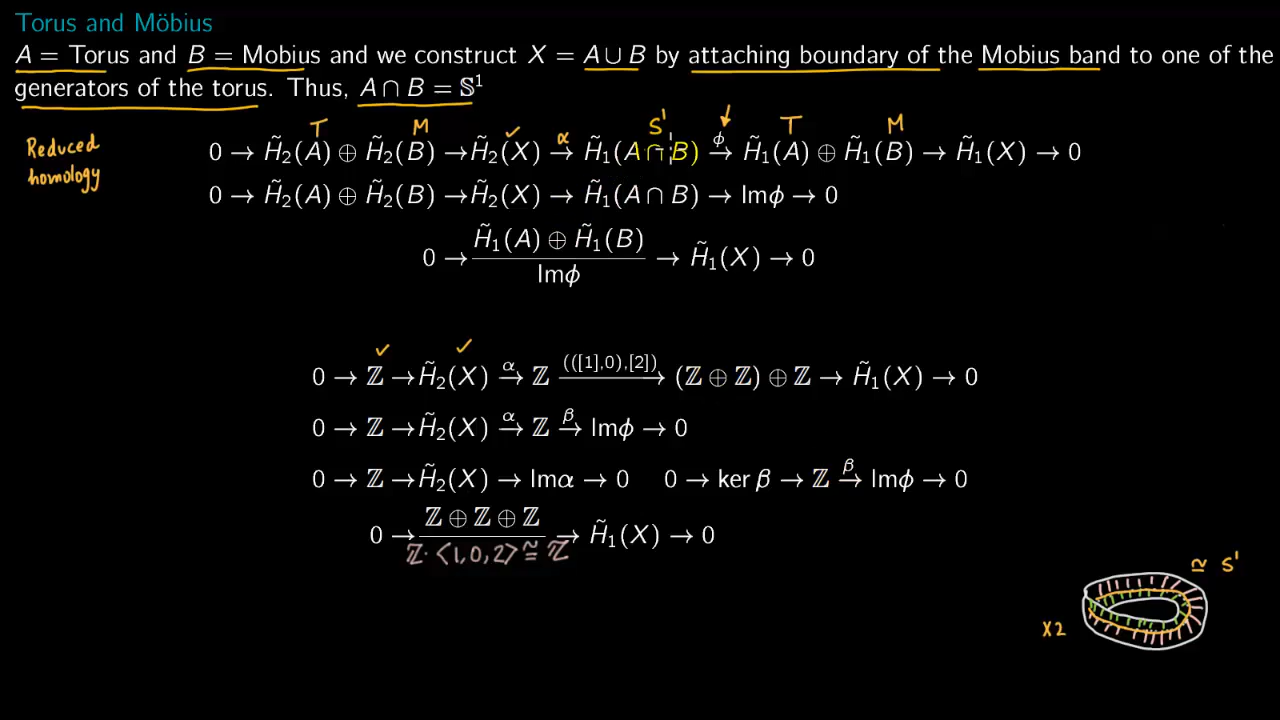 Torus and Möbius
A = Torus and B = Mobius and we construct X = A ∪ B by attaching boundary of the Mobius band to one of the
generators of the torus. Thus, A ∩ B = 𝕊¹
Reduced homology
T M ✓ α S' ↓ T M
0 → H̃₂(A) ⊕ H̃₂(B) → H̃₂(X) → H̃₁(A ∩ B) →^ϕ H̃₁(A) ⊕ H̃₁(B) → H̃₁(X) → 0
0 → H̃₂(A) ⊕ H̃₂(B) → H̃₂(X) → H̃₁(A ∩ B) → Imϕ → 0
0 → (H̃₁(A) ⊕ H̃₁(B)) / Imϕ → H̃₁(X) → 0
✓ ✓
0 → ℤ → H̃₂(X) →^α ℤ →^(([1],0),[2]) (ℤ ⊕ ℤ) ⊕ ℤ → H̃₁(X) → 0
0 → ℤ → H̃₂(X) →^α ℤ →^β Imϕ → 0
0 → ℤ → H̃₂(X) → Imα → 0 0 → ker β → ℤ →^β Imϕ → 0
0 → (ℤ ⊕ ℤ ⊕ ℤ) / (ℤ·<1,0,2> ≅ ℤ) → H̃₁(X) → 0
≃ S'
X2